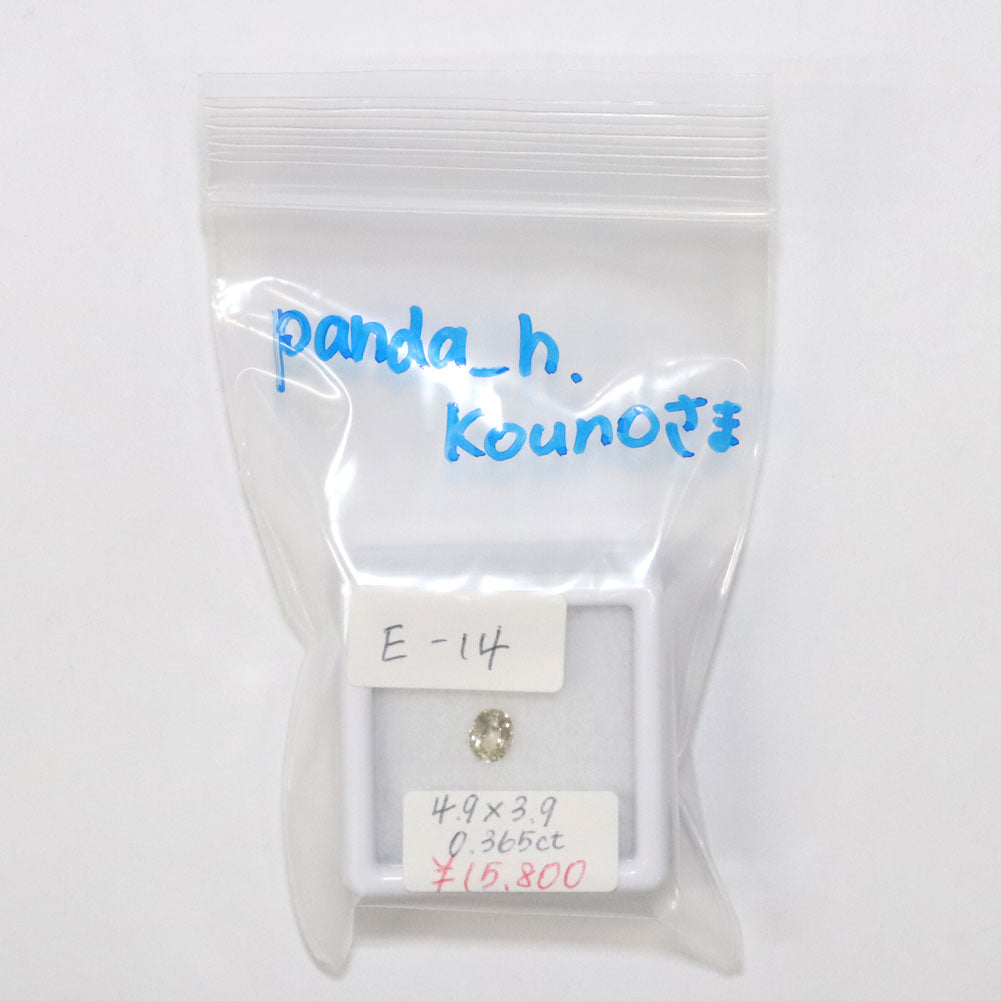 panda_h.
kounoさま
E-14
4.9×3.9
0.365ct
¥15,800